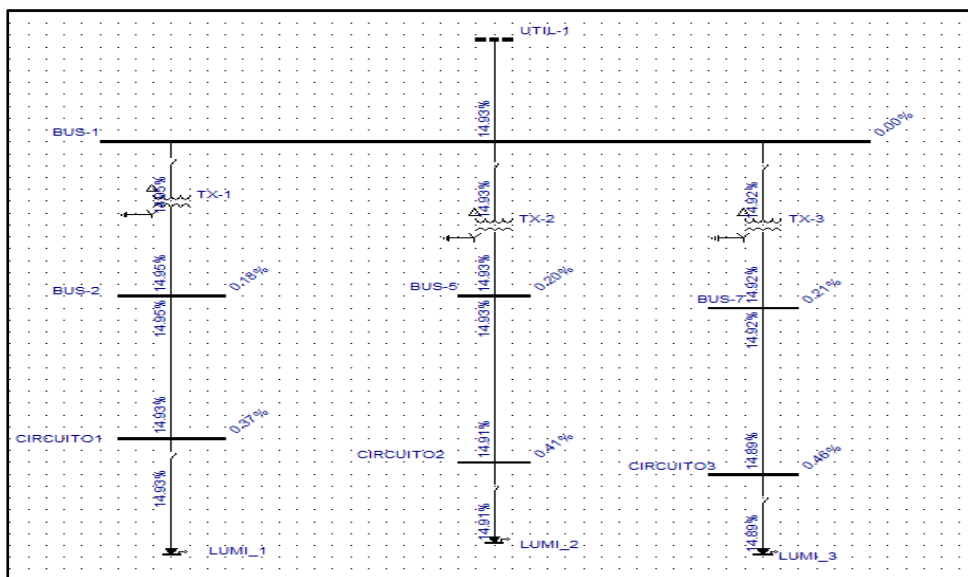 UTIL-1
14.93%
BUS-1
0.00%
14.95%
TX-1
14.93%
TX-2
14.92%
TX-3
BUS-2
14.95%
0.18%
14.95%
BUS-5
14.93%
0.20%
14.93%
BUS-7
14.92%
0.21%
14.92%
CIRCUITO1
14.93%
0.37%
14.93%
LUMI_1
CIRCUITO2
14.91%
0.41%
14.91%
LUMI_2
CIRCUITO3
14.89%
0.46%
14.89%
LUMI_3